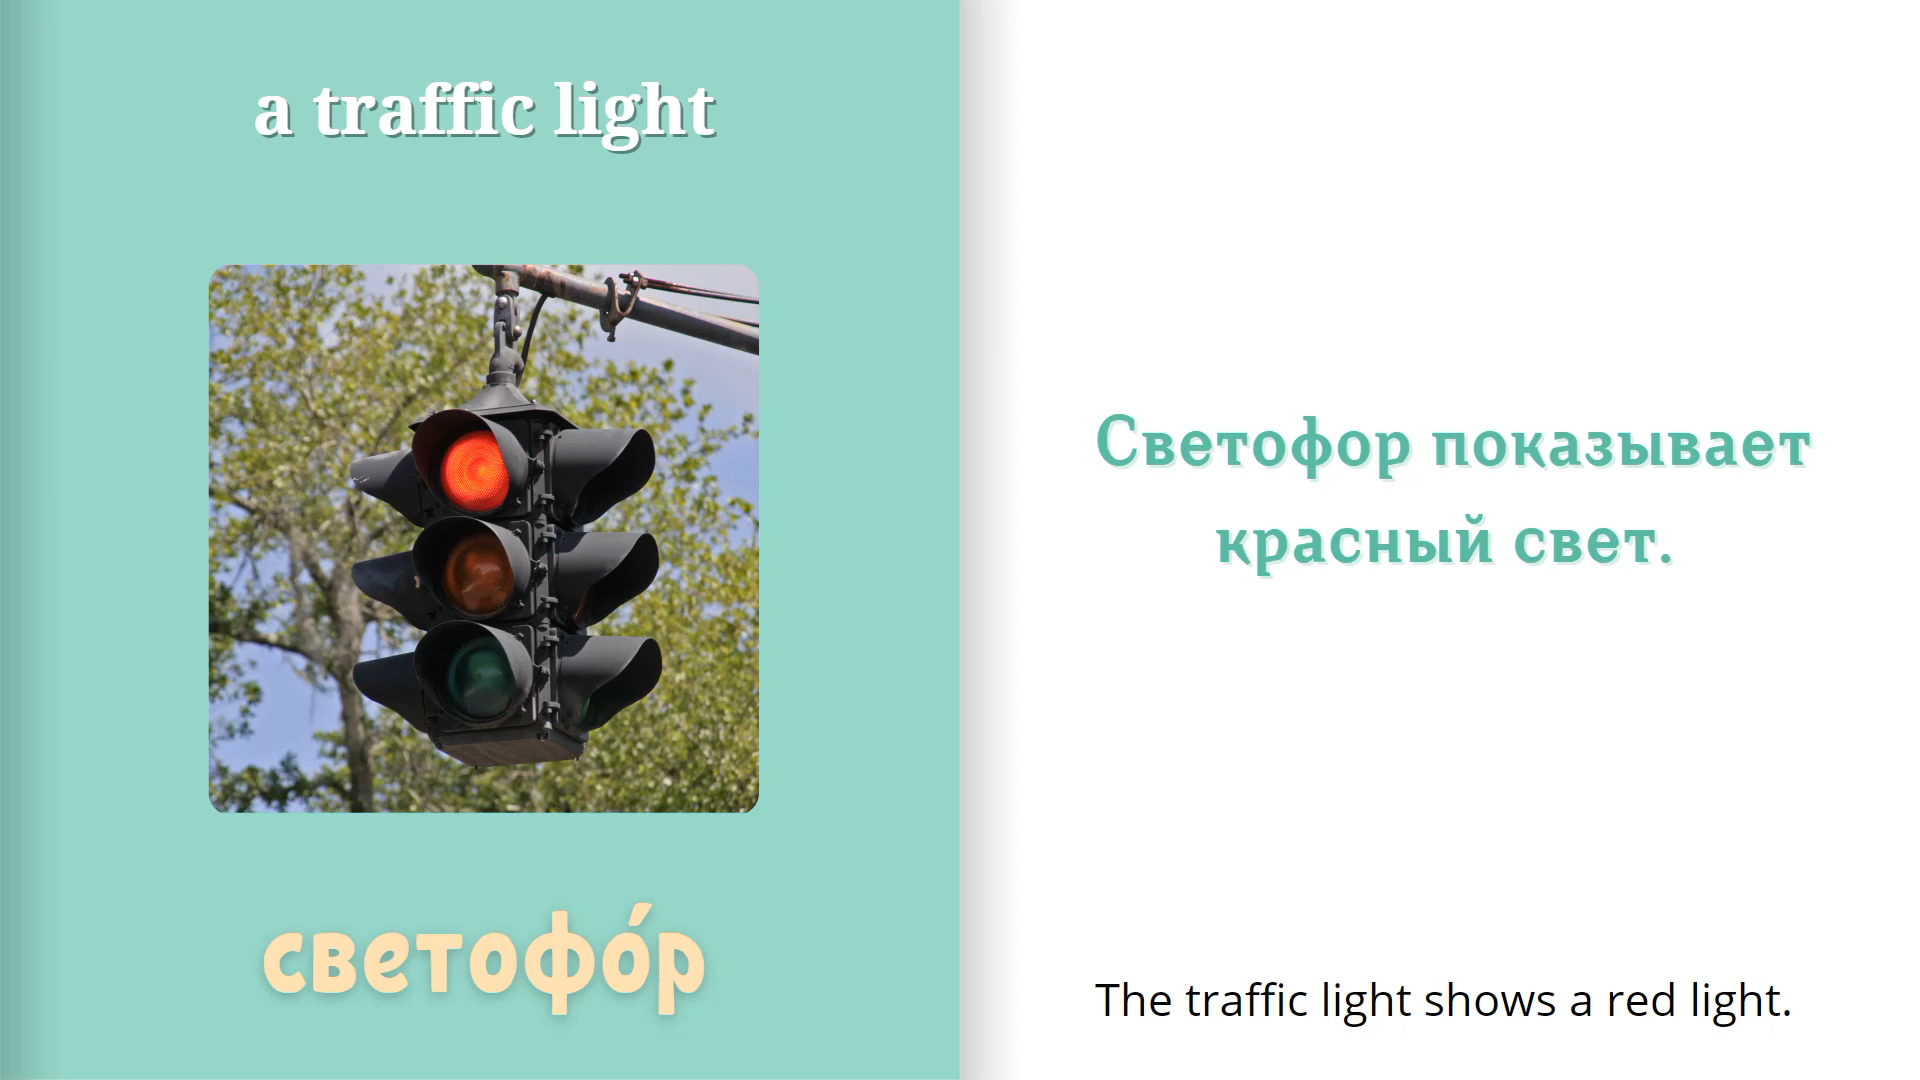 a traffic light
светофо́р
Светофор показывает
красный свет.
The traffic light shows a red light.